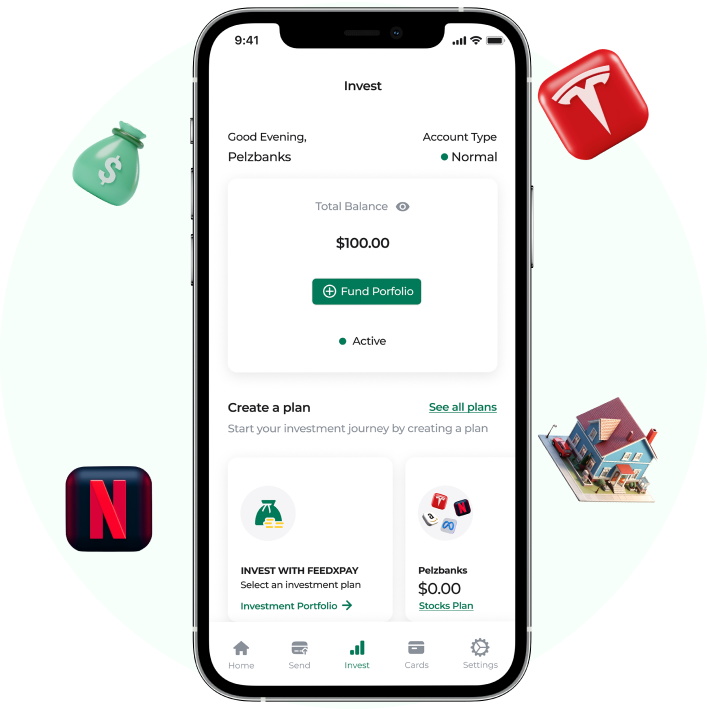 9:41
Invest
Good Evening,
Account Type
Pelzbanks
Normal
Total Balance
$100.00
Fund Porfolio
Active
Create a plan
See all plans
Start your investment journey by creating a plan
$
N
INVEST WITH FEEDXPAY
Select an investment plan
Investment Portfolio
Pelzbanks
$0.00
Stocks Plan
Home
Send
Invest
Cards
Settings